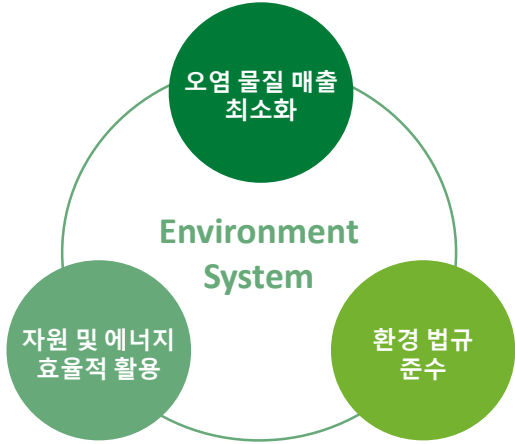 오염 물질 매출
최소화
Environment
System
자원 및 에너지
효율적 활용
환경 법규
준수